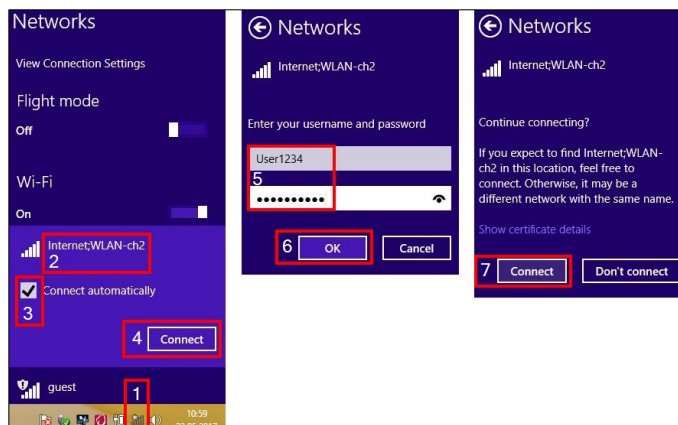 Networks
View Connection Settings
Flight mode
Off
Wi-Fi
On
Internet;WLAN-ch2
2
Connect automatically
3
4
Connect
guest
1
10:59
Networks
Internet;WLAN-ch2
Enter your username and password
User1234
5
6
OK
Cancel
Networks
Internet;WLAN-ch2
Continue connecting?
If you expect to find Internet;WLAN-
ch2 in this location, feel free to
connect. Otherwise, it may be a
different network with the same name.
Show certificate details
7
Connect
Don't connect